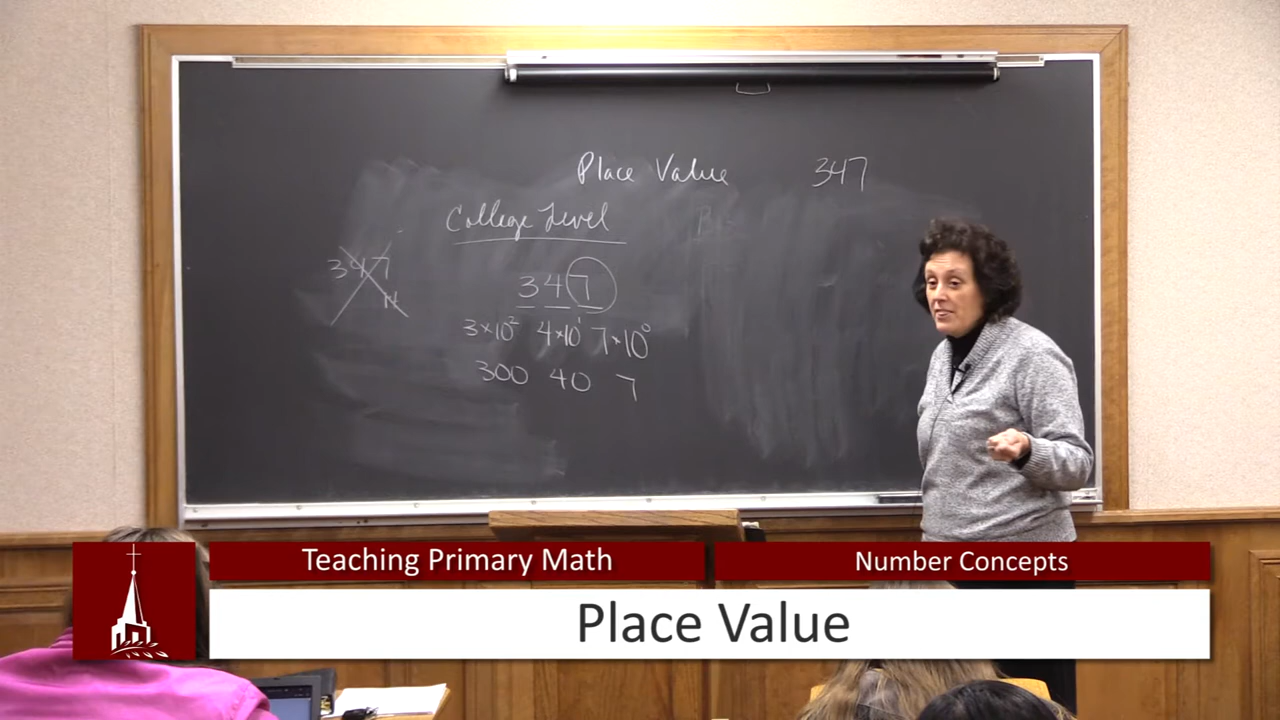 Place Value 347
College Level
347
347
3×10² 4×10¹ 7×10⁰
300 40 7
Teaching Primary Math
Number Concepts
Place Value